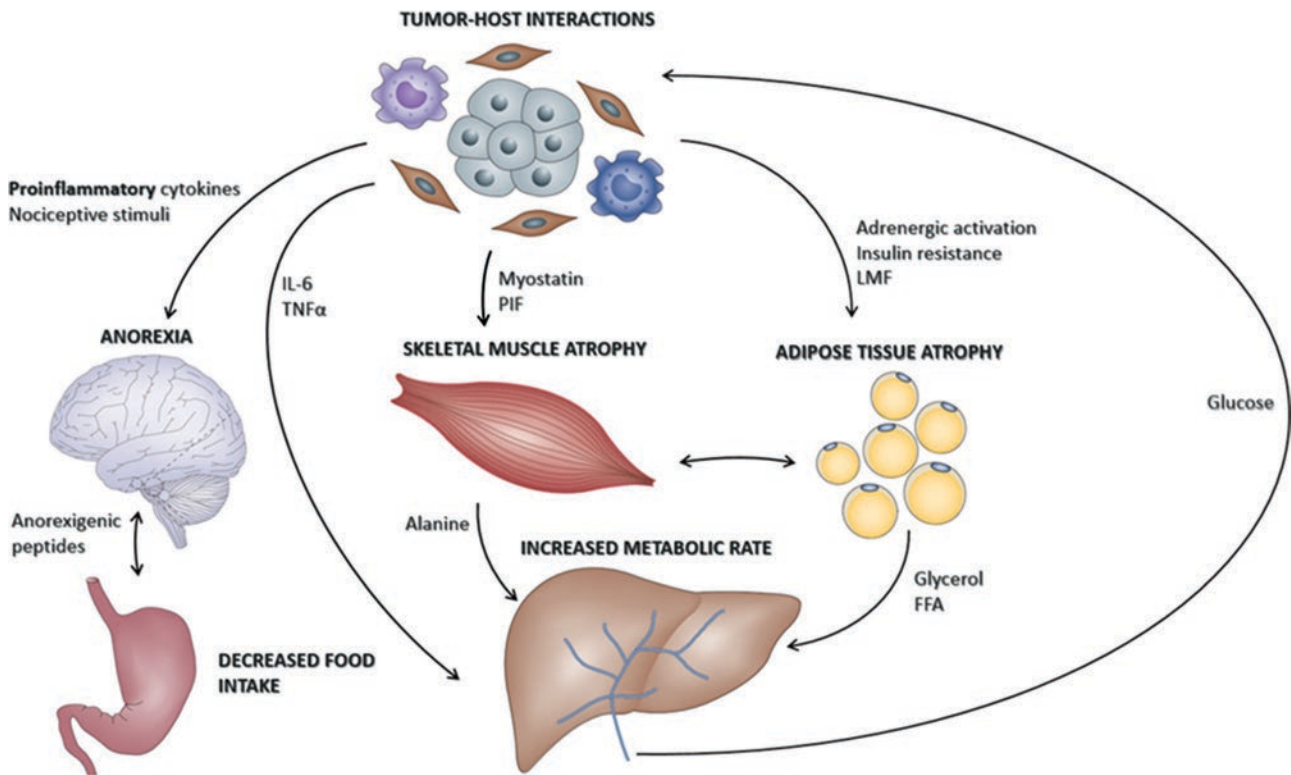 TUMOR-HOST INTERACTIONS
Proinflammatory cytokines
Nociceptive stimuli
Adrenergic activation
Insulin resistance
LMF
IL-6
TNFα
Myostatin
PIF
ANOREXIA
SKELETAL MUSCLE ATROPHY
ADIPOSE TISSUE ATROPHY
Glucose
Anorexigenic
peptides
Alanine
INCREASED METABOLIC RATE
Glycerol
FFA
DECREASED FOOD
INTAKE